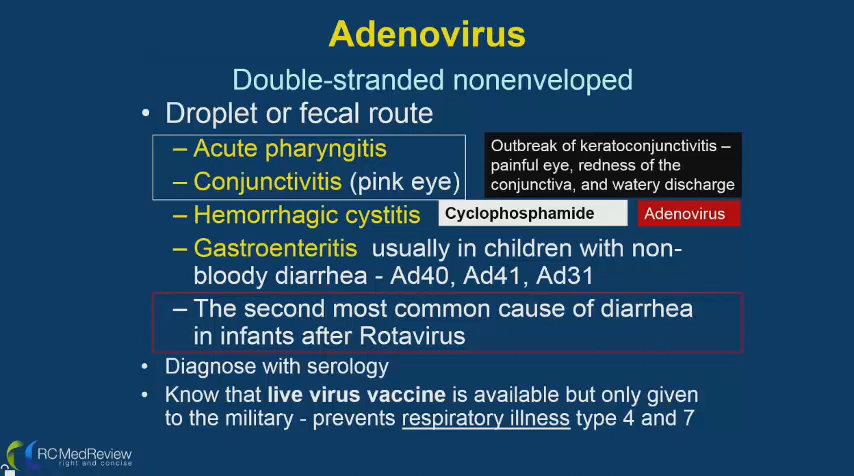 Adenovirus
Double-stranded nonenveloped
• Droplet or fecal route
– Acute pharyngitis
– Conjunctivitis (pink eye)
Outbreak of keratoconjunctivitis –
painful eye, redness of the
conjunctiva, and watery discharge
– Hemorrhagic cystitis
Cyclophosphamide
Adenovirus
– Gastroenteritis usually in children with non-
bloody diarrhea - Ad40, Ad41, Ad31
– The second most common cause of diarrhea
in infants after Rotavirus
• Diagnose with serology
• Know that live virus vaccine is available but only given
to the military - prevents respiratory illness type 4 and 7
RCMedReview
right and concise